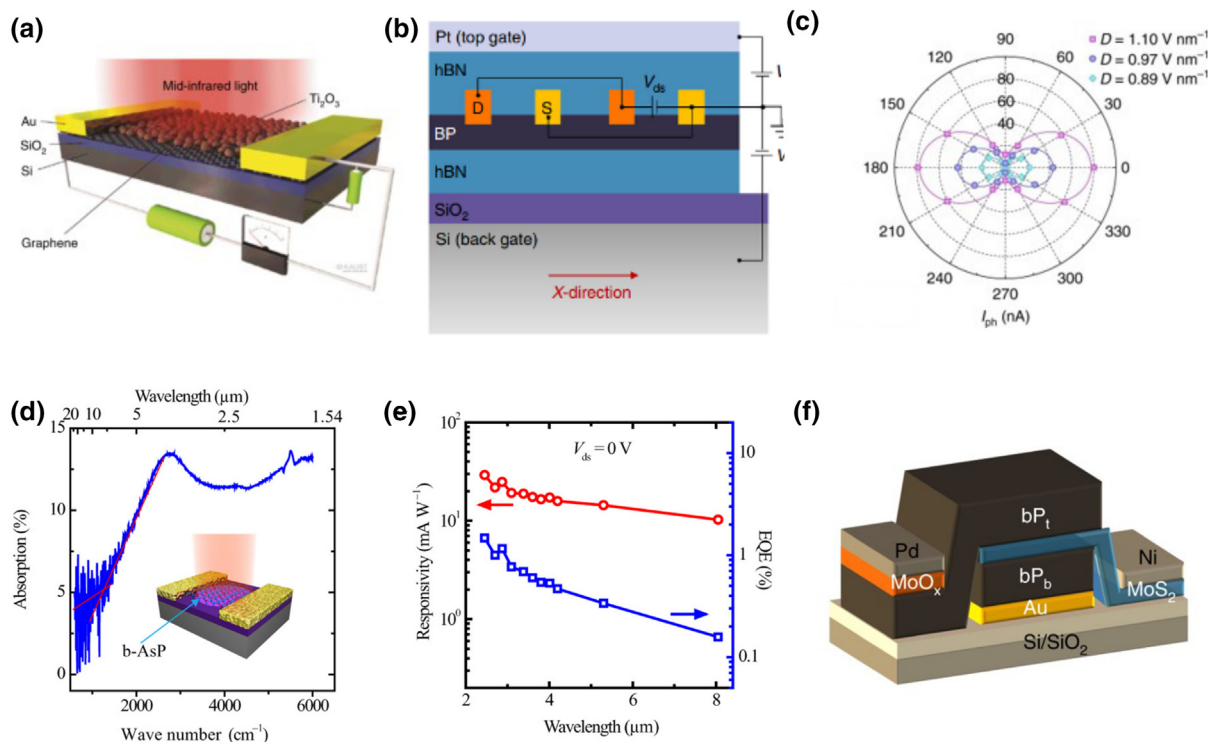 (a)
Mid-infrared light
Ti₂O₃
Au
SiO₂
Si
Graphene
(b)
Pt (top gate)
hBN
V
Vds
D
S
BP
hBN
V
SiO₂
Si (back gate)
X-direction
(c)
D = 1.10 V nm⁻¹
D = 0.97 V nm⁻¹
D = 0.89 V nm⁻¹
90
120
60
80
60
40
150
30
180
0
210
330
240
300
270
Iph (nA)
(d)
Wavelength (μm)
20 10 5 2.5 1.54
15
10
5
0
Absorption (%)
b-AsP
2000 4000 6000
Wave number (cm⁻¹)
(e)
Vds = 0 V
10²
10¹
10⁰
Responsivity (mA W⁻¹)
10
1
0.1
EQE (%)
2 4 6 8
Wavelength (μm)
(f)
bPt
Pd
Ni
MoOx
bPb
MoS₂
Au
Si/SiO₂